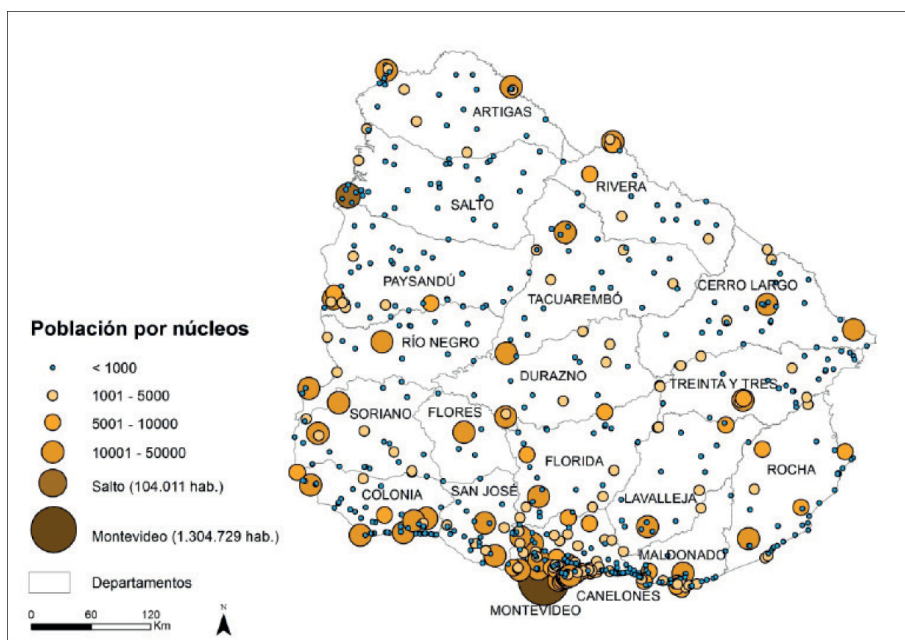 ARTIGAS
RIVERA
SALTO
PAYSANDÚ
TACUAREMBÓ
CERRO LARGO
RÍO NEGRO
DURAZNO
TREINTA Y TRES
SORIANO
FLORES
FLORIDA
ROCHA
COLONIA
SAN JOSÉ
LAVALLEJA
MALDONADO
CANELONES
MONTEVIDEO
Población por núcleos
< 1000
1001 - 5000
5001 - 10000
10001 - 50000
Salto (104.011 hab.)
Montevideo (1.304.729 hab.)
Departamentos
0 60 120
Km
N